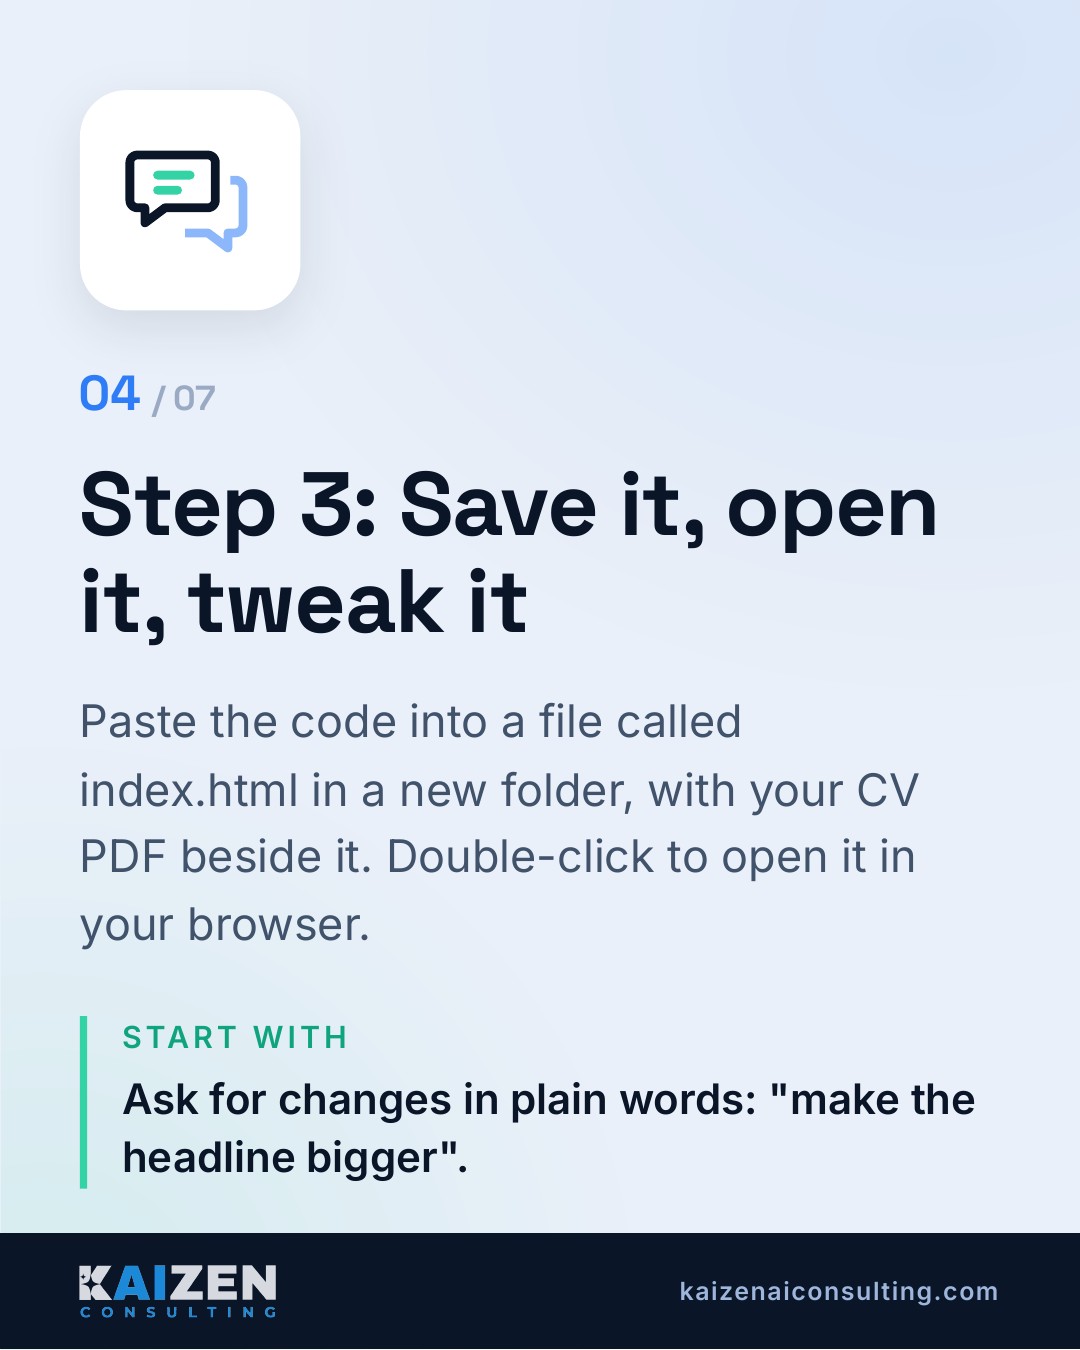 04 / 07
Step 3: Save it, open
it, tweak it
Paste the code into a file called
index.html in a new folder, with your CV
PDF beside it. Double-click to open it in
your browser.
START WITH
Ask for changes in plain words: "make the
headline bigger".
KAIZEN
CONSULTING
kaizenaiconsulting.com